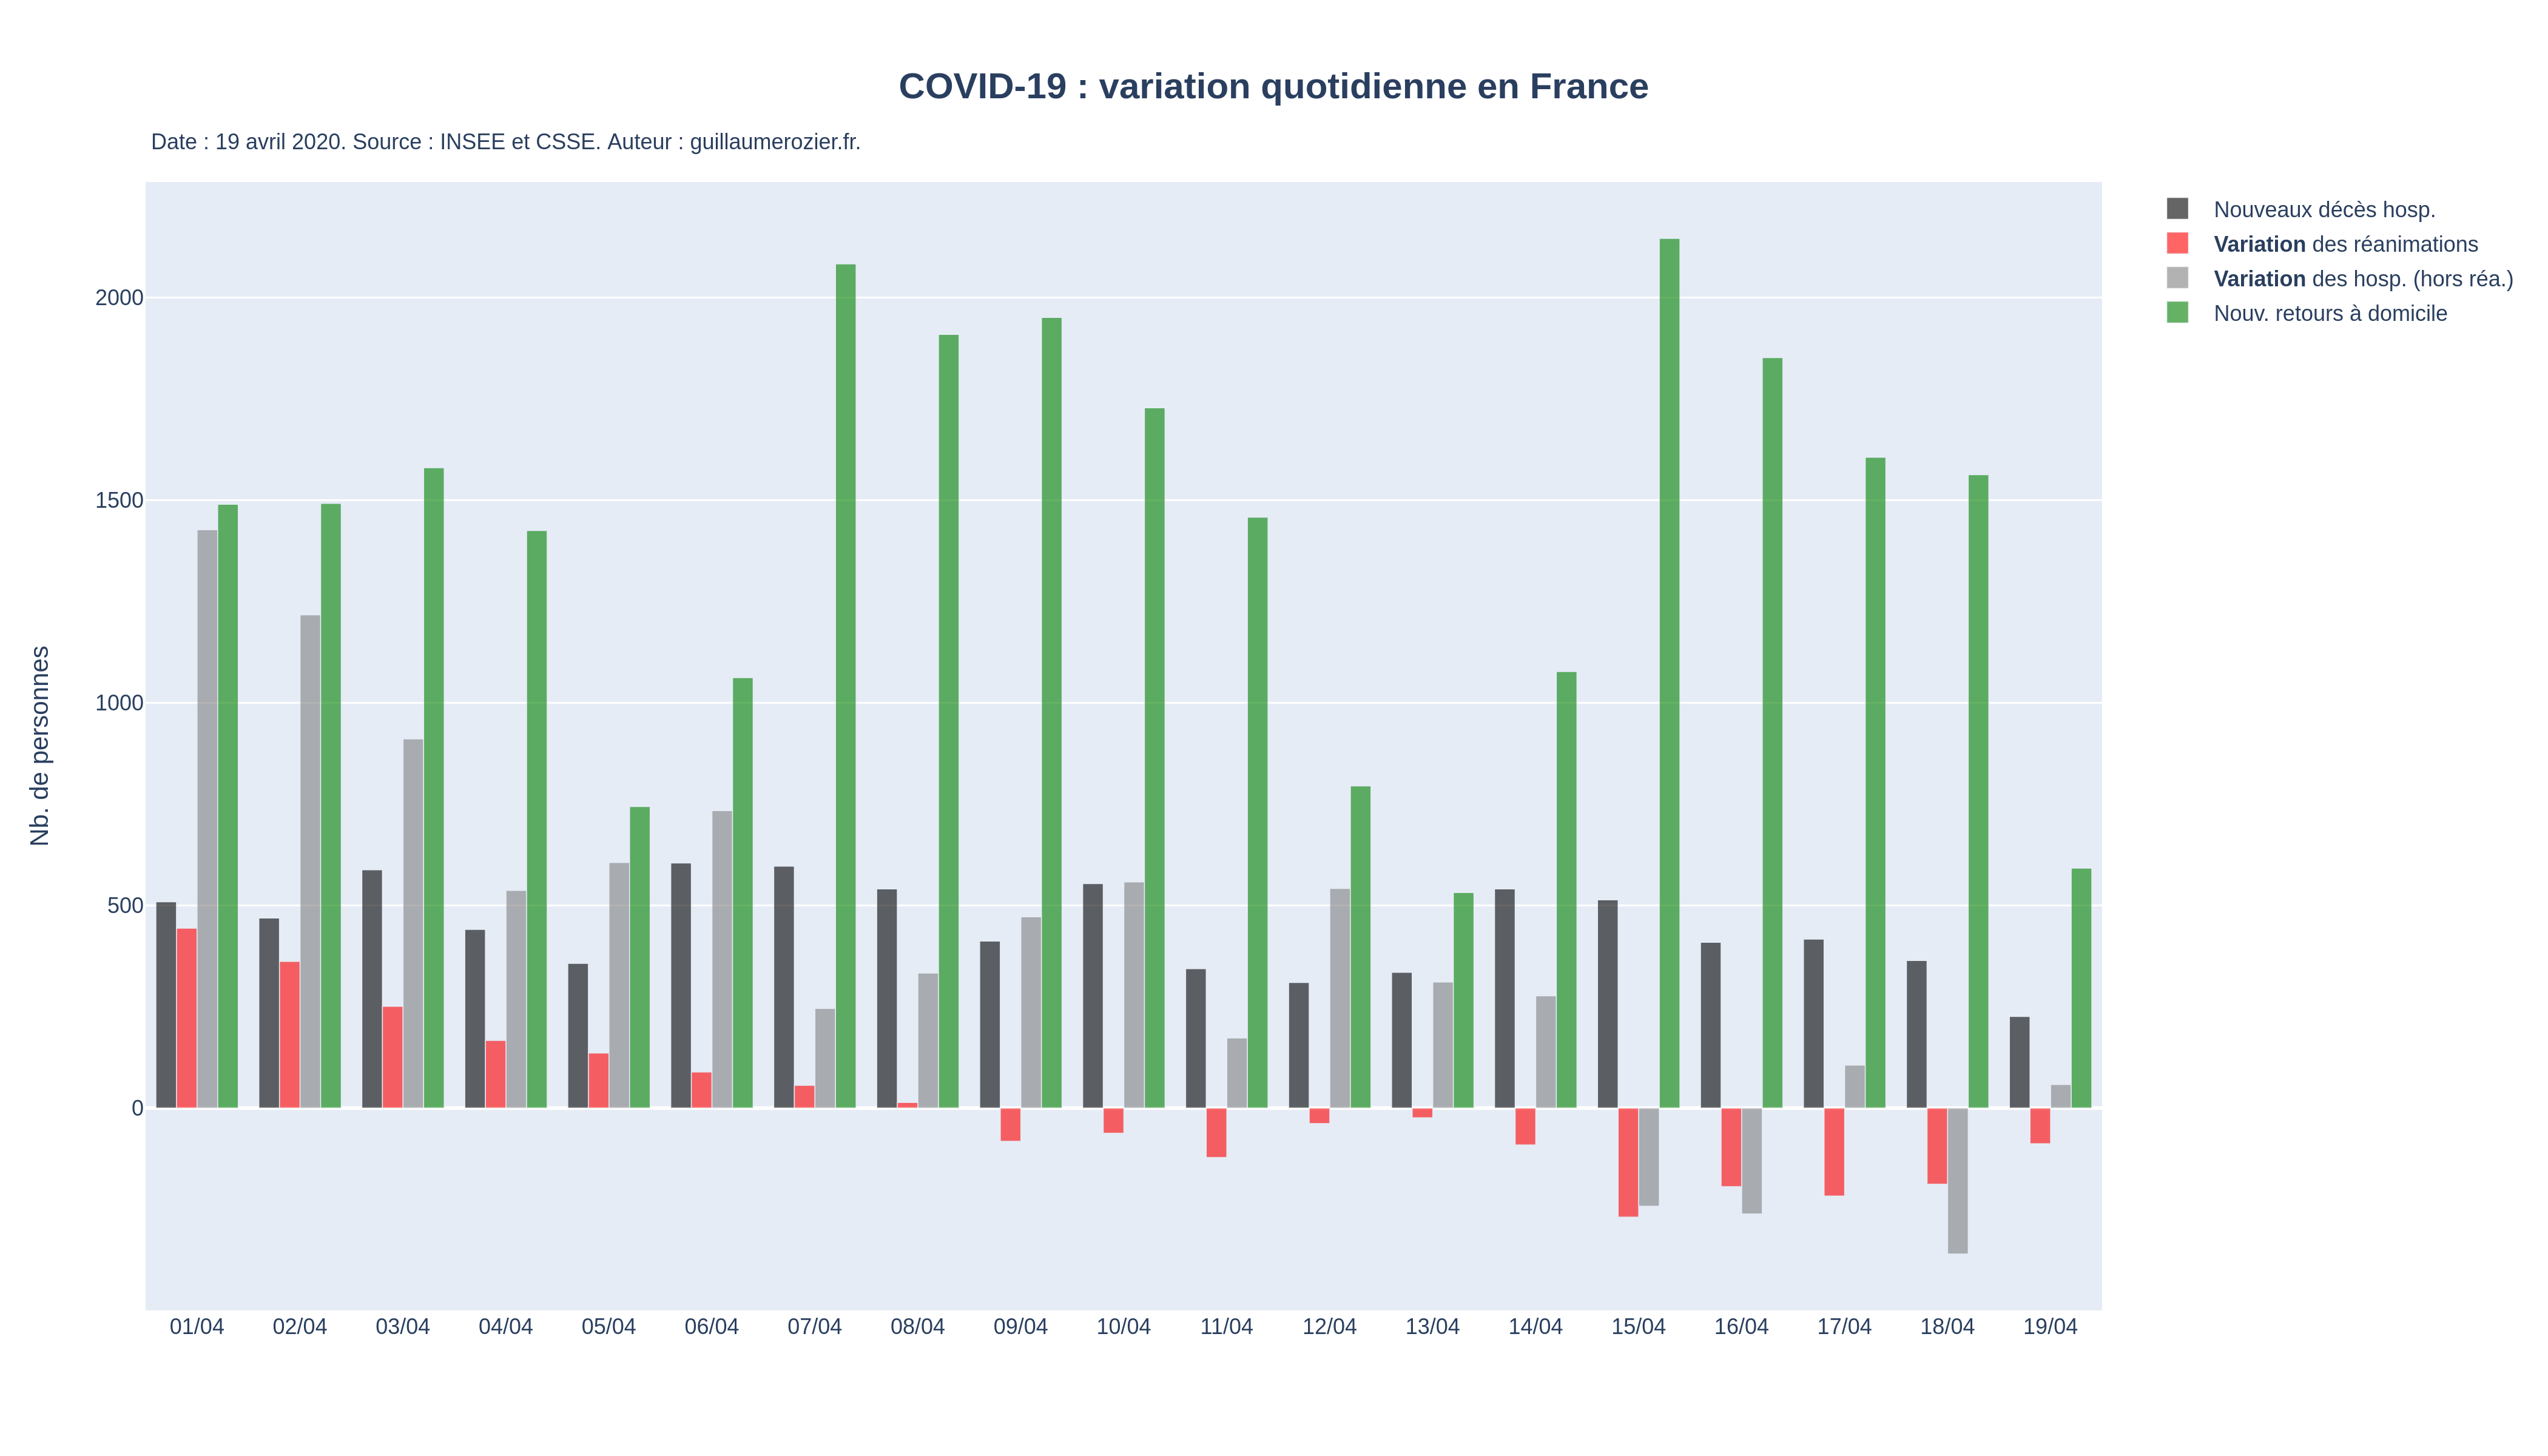 COVID-19 : variation quotidienne en France
Date : 19 avril 2020. Source : INSEE et CSSE. Auteur : guillaumerozier.fr.
Nouveaux décès hosp.
Variation des réanimations
Variation des hosp. (hors réa.)
Nouv. retours à domicile
Nb. de personnes
2000
1500
1000
500
0
01/04 02/04 03/04 04/04 05/04 06/04 07/04 08/04 09/04 10/04 11/04 12/04 13/04 14/04 15/04 16/04 17/04 18/04 19/04